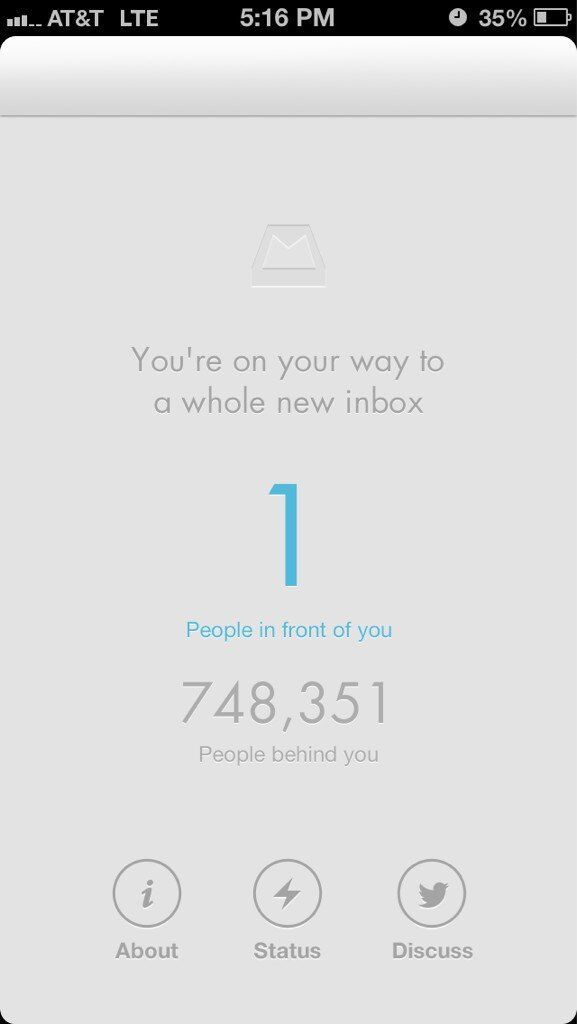 AT&T LTE 5:16 PM 35%
You're on your way to
a whole new inbox
1
People in front of you
748,351
People behind you
About Status Discuss